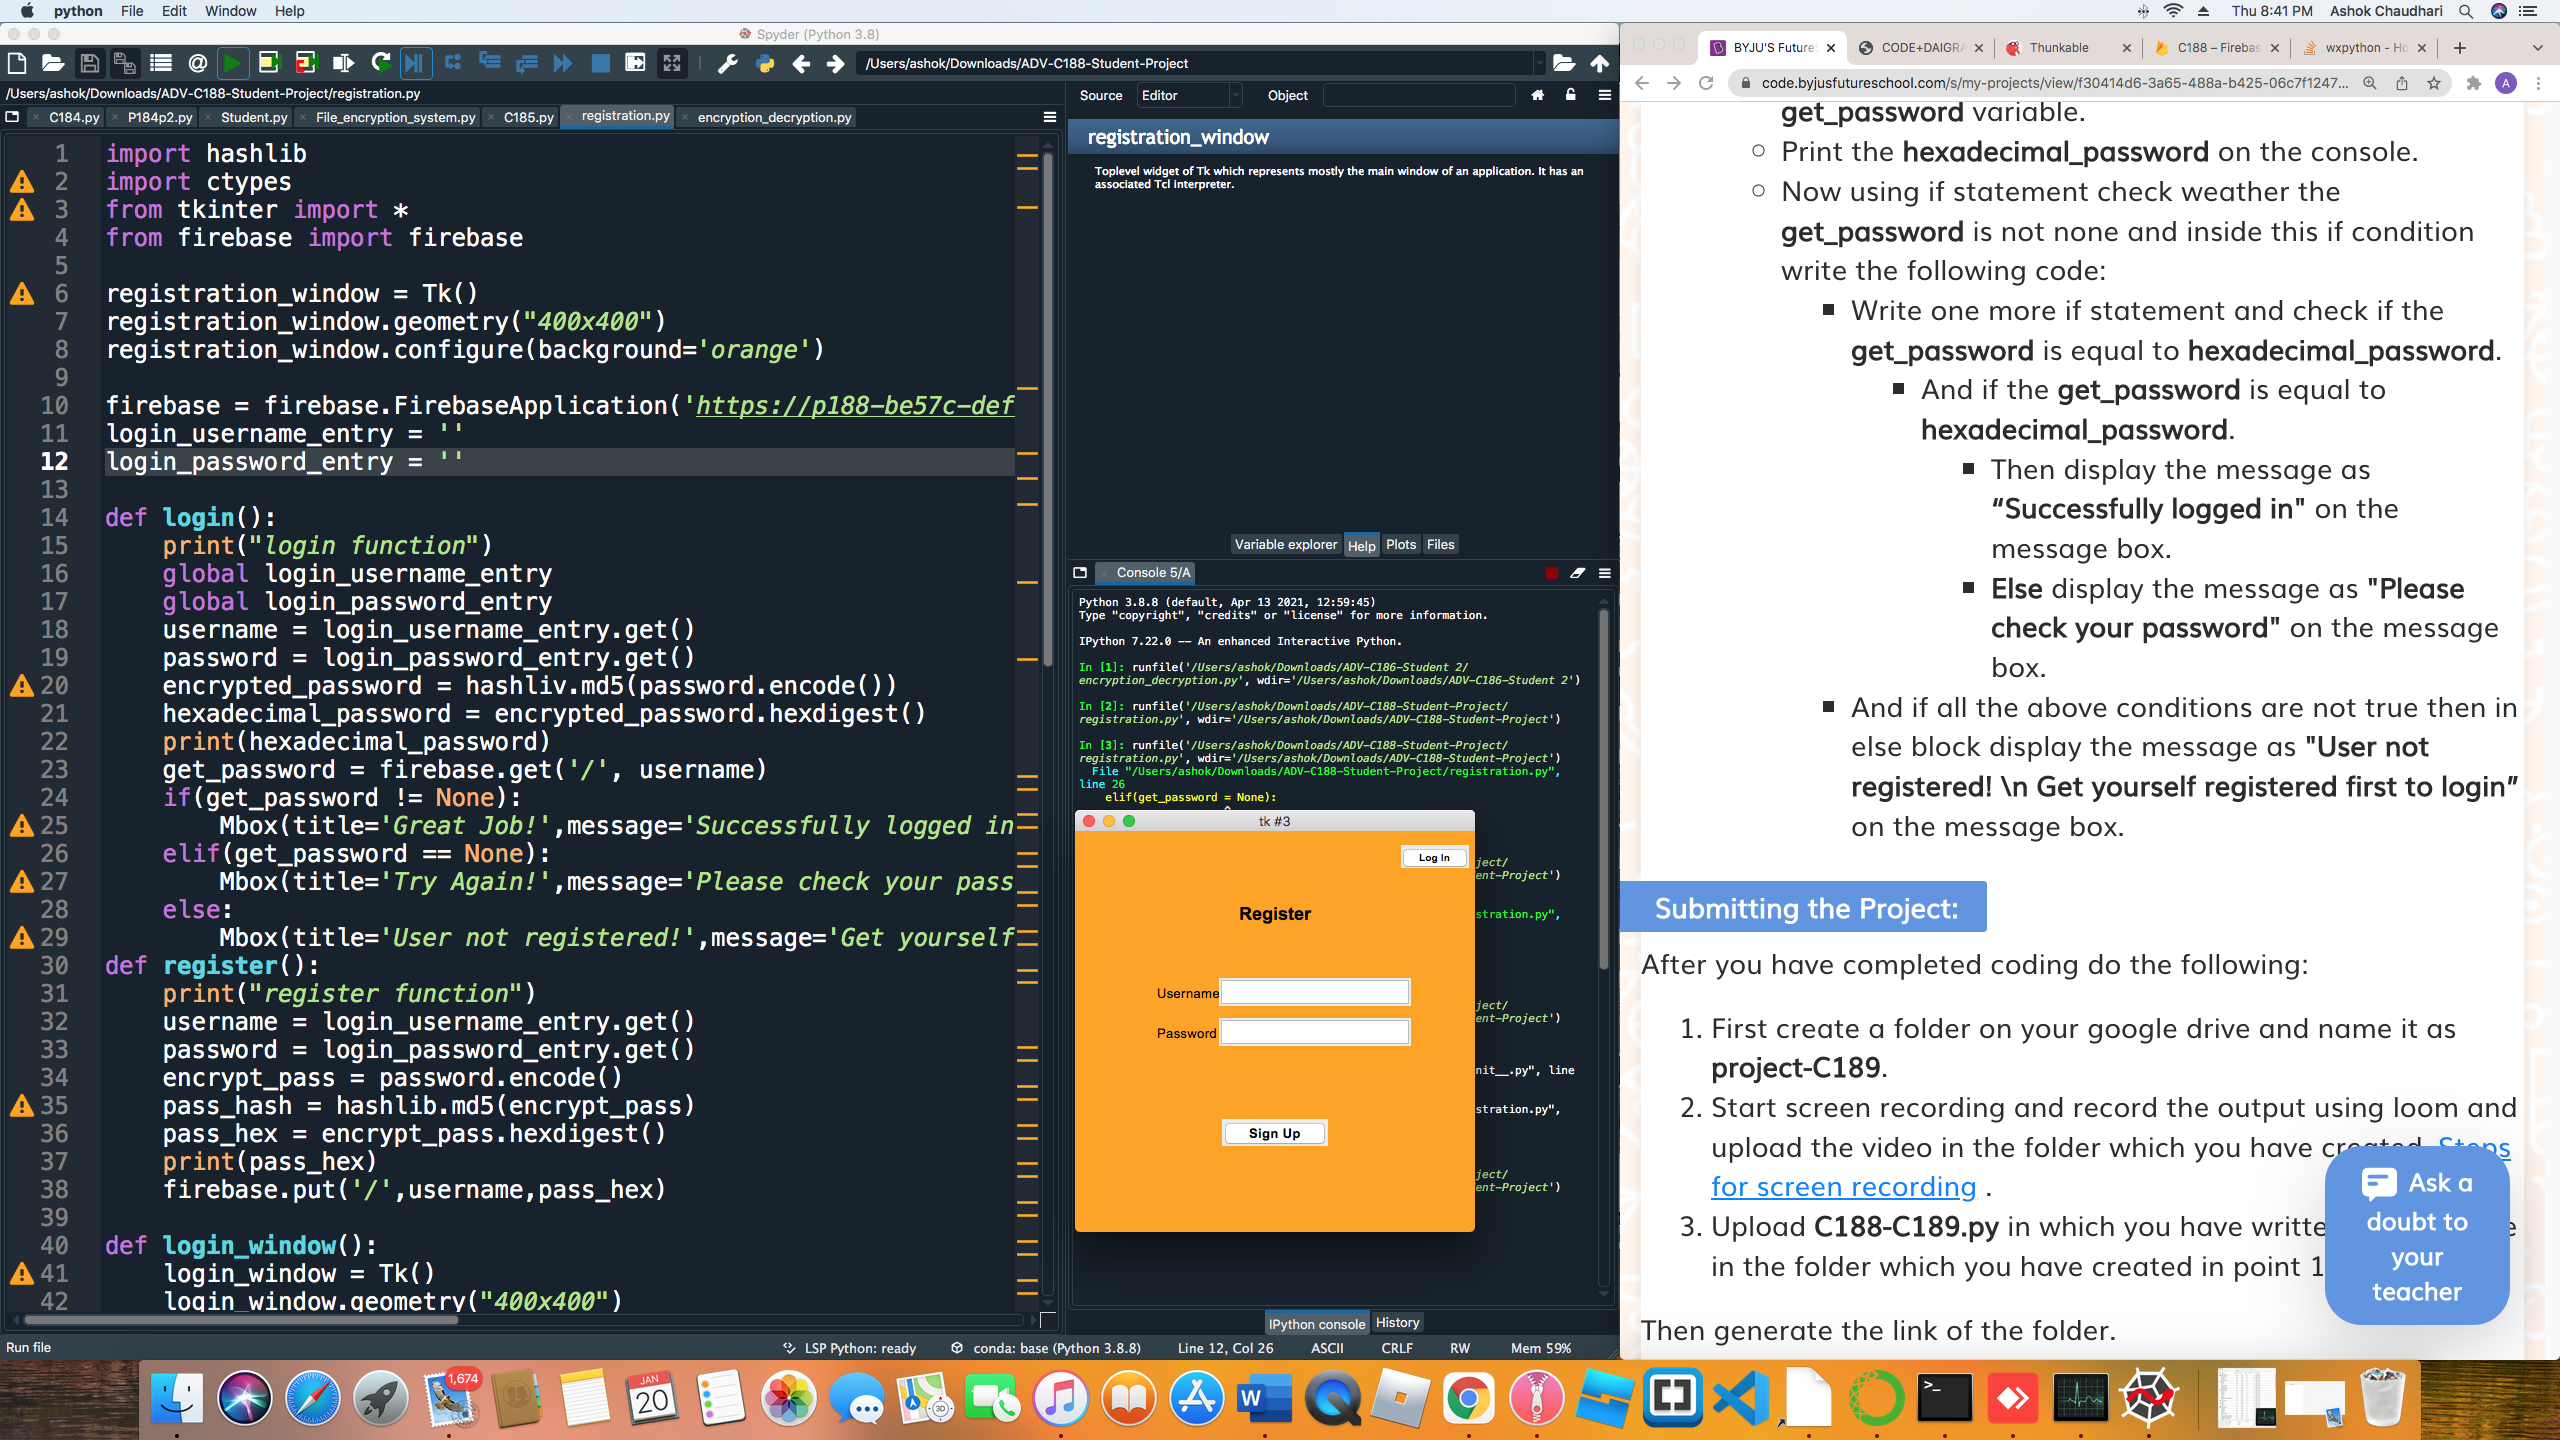 python File Edit Window Help
Thu 8:41 PM Ashok Chaudhari
Spyder (Python 3.8)
/Users/ashok/Downloads/ADV-C188-Student-Project
/Users/ashok/Downloads/ADV-C188-Student-Project/registration.py
C184.py P184p2.py Student.py File_encryption_system.py C185.py registration.py encryption_decryption.py
1 import hashlib
2 import ctypes
3 from tkinter import *
4 from firebase import firebase
5
6 registration_window = Tk()
7 registration_window.geometry("400x400")
8 registration_window.configure(background='orange')
9
10 firebase = firebase.FirebaseApplication('https://p188-be57c-def
11 login_username_entry = ''
12 login_password_entry = ''
13
14 def login():
15 print("login function")
16 global login_username_entry
17 global login_password_entry
18 username = login_username_entry.get()
19 password = login_password_entry.get()
20 encrypted_password = hashliv.md5(password.encode())
21 hexadecimal_password = encrypted_password.hexdigest()
22 print(hexadecimal_password)
23 get_password = firebase.get('/', username)
24 if(get_password != None):
25 Mbox(title='Great Job!',message='Successfully logged in
26 elif(get_password == None):
27 Mbox(title='Try Again!',message='Please check your pass
28 else:
29 Mbox(title='User not registered!',message='Get yourself
30 def register():
31 print("register function")
32 username = login_username_entry.get()
33 password = login_password_entry.get()
34 encrypt_pass = password.encode()
35 pass_hash = hashlib.md5(encrypt_pass)
36 pass_hex = encrypt_pass.hexdigest()
37 print(pass_hex)
38 firebase.put('/',username,pass_hex)
39
40 def login_window():
41 login_window = Tk()
42 login_window.geometry("400x400")
Source Editor Object
registration_window
Toplevel widget of Tk which represents mostly the main window of an application. It has an
associated Tcl interpreter.
Variable explorer Help Plots Files
Console 5/A
Python 3.8.8 (default, Apr 13 2021, 12:59:45)
Type "copyright", "credits" or "license" for more information.
IPython 7.22.0 -- An enhanced Interactive Python.
In [1]: runfile('/Users/ashok/Downloads/ADV-C186-Student 2/
encryption_decryption.py', wdir='/Users/ashok/Downloads/ADV-C186-Student 2')
In [2]: runfile('/Users/ashok/Downloads/ADV-C188-Student-Project/
registration.py', wdir='/Users/ashok/Downloads/ADV-C188-Student-Project')
In [3]: runfile('/Users/ashok/Downloads/ADV-C188-Student-Project/
registration.py', wdir='/Users/ashok/Downloads/ADV-C188-Student-Project')
File "/Users/ashok/Downloads/ADV-C188-Student-Project/registration.py",
line 26
elif(get_password = None):
^
ject/
ent-Project')
stration.py",
ject/
ent-Project')
nit__.py", line
stration.py",
ject/
ent-Project')
tk #3
Log In
Register
Username
Password
Sign Up
IPython console History
Run file LSP Python: ready conda: base (Python 3.8.8) Line 12, Col 26 ASCII CRLF RW Mem 59%
BYJU'S Future CODE+DAIGRA Thunkable C188 – Firebas wxpython - Ho
code.byjusfutureschool.com/s/my-projects/view/f30414d6-3a65-488a-b425-06c7f1247... A
get_password variable.
Print the hexadecimal_password on the console.
Now using if statement check weather the
get_password is not none and inside this if condition
write the following code:
Write one more if statement and check if the
get_password is equal to hexadecimal_password.
And if the get_password is equal to
hexadecimal_password.
Then display the message as
“Successfully logged in" on the
message box.
Else display the message as "Please
check your password" on the message
box.
And if all the above conditions are not true then in
else block display the message as "User not
registered! \n Get yourself registered first to login”
on the message box.
Submitting the Project:
After you have completed coding do the following:
1. First create a folder on your google drive and name it as
project-C189.
2. Start screen recording and record the output using loom and
upload the video in the folder which you have created. Steps
for screen recording .
3. Upload C188-C189.py in which you have writte e
in the folder which you have created in point 1
Then generate the link of the folder.
Ask a
doubt to
your
teacher
1,674
JAN
20
3D
W
>_